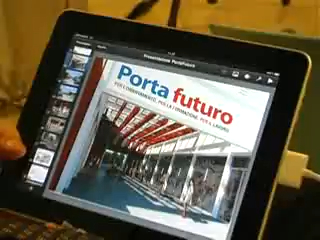 Presentazione PortaFuturo
Porta futuro
PER L'ORIENTAMENTO, PER LA FORMAZIONE, PER IL LAVORO